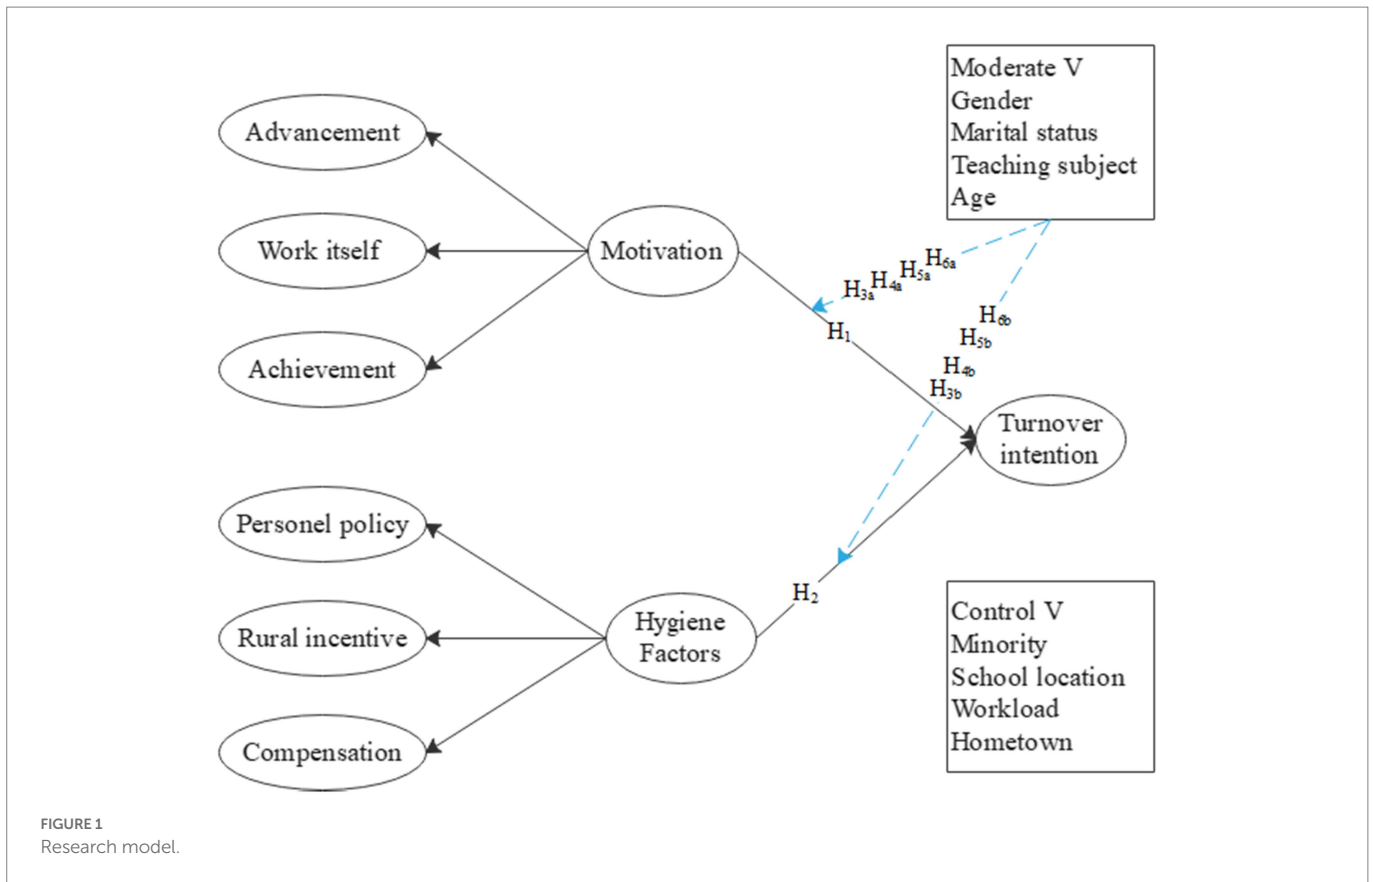 Moderate V
Gender
Marital status
Teaching subject
Age
Advancement
Work itself
Achievement
Motivation
H3a H4a H5a H6a
H1
H6b
H5b
H4b
H3b
Turnover
intention
Personel policy
Rural incentive
Compensation
Hygiene
Factors
H2
Control V
Minority
School location
Workload
Hometown
FIGURE 1
Research model.